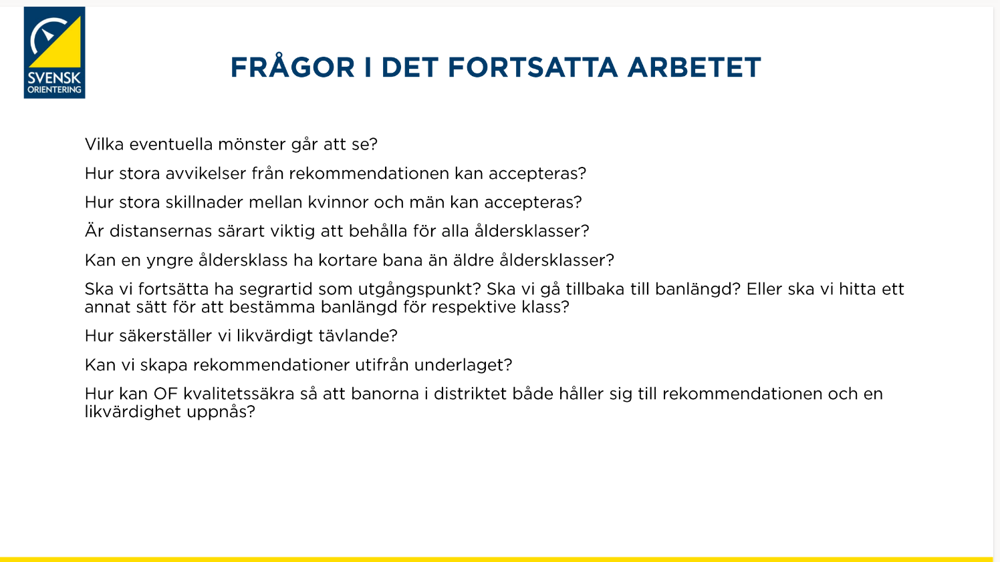 SVENSK
ORIENTERING
FRÅGOR I DET FORTSATTA ARBETET
Vilka eventuella mönster går att se?
Hur stora avvikelser från rekommendationen kan accepteras?
Hur stora skillnader mellan kvinnor och män kan accepteras?
Är distansernas särart viktig att behålla för alla åldersklasser?
Kan en yngre åldersklass ha kortare bana än äldre åldersklasser?
Ska vi fortsätta ha segrartid som utgångspunkt? Ska vi gå tillbaka till banlängd? Eller ska vi hitta ett
annat sätt för att bestämma banlängd för respektive klass?
Hur säkerställer vi likvärdigt tävlande?
Kan vi skapa rekommendationer utifrån underlaget?
Hur kan OF kvalitetssäkra så att banorna i distriktet både håller sig till rekommendationen och en
likvärdighet uppnås?